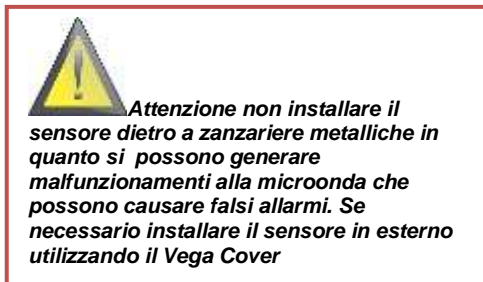 Attenzione non installare il
sensore dietro a zanzariere metalliche in
quanto si possono generare
malfunzionamenti alla microonda che
possono causare falsi allarmi. Se
necessario installare il sensore in esterno
utilizzando il Vega Cover